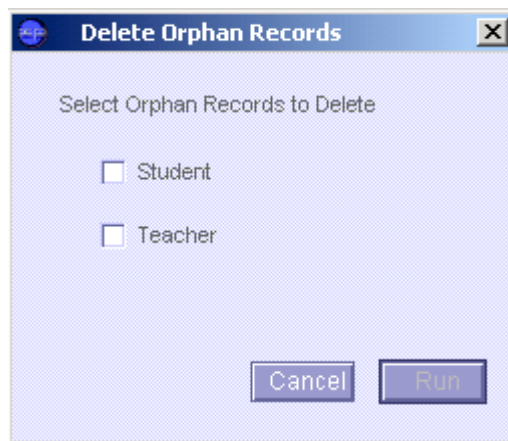 Delete Orphan Records
Select Orphan Records to Delete
Student
Teacher
Cancel Run